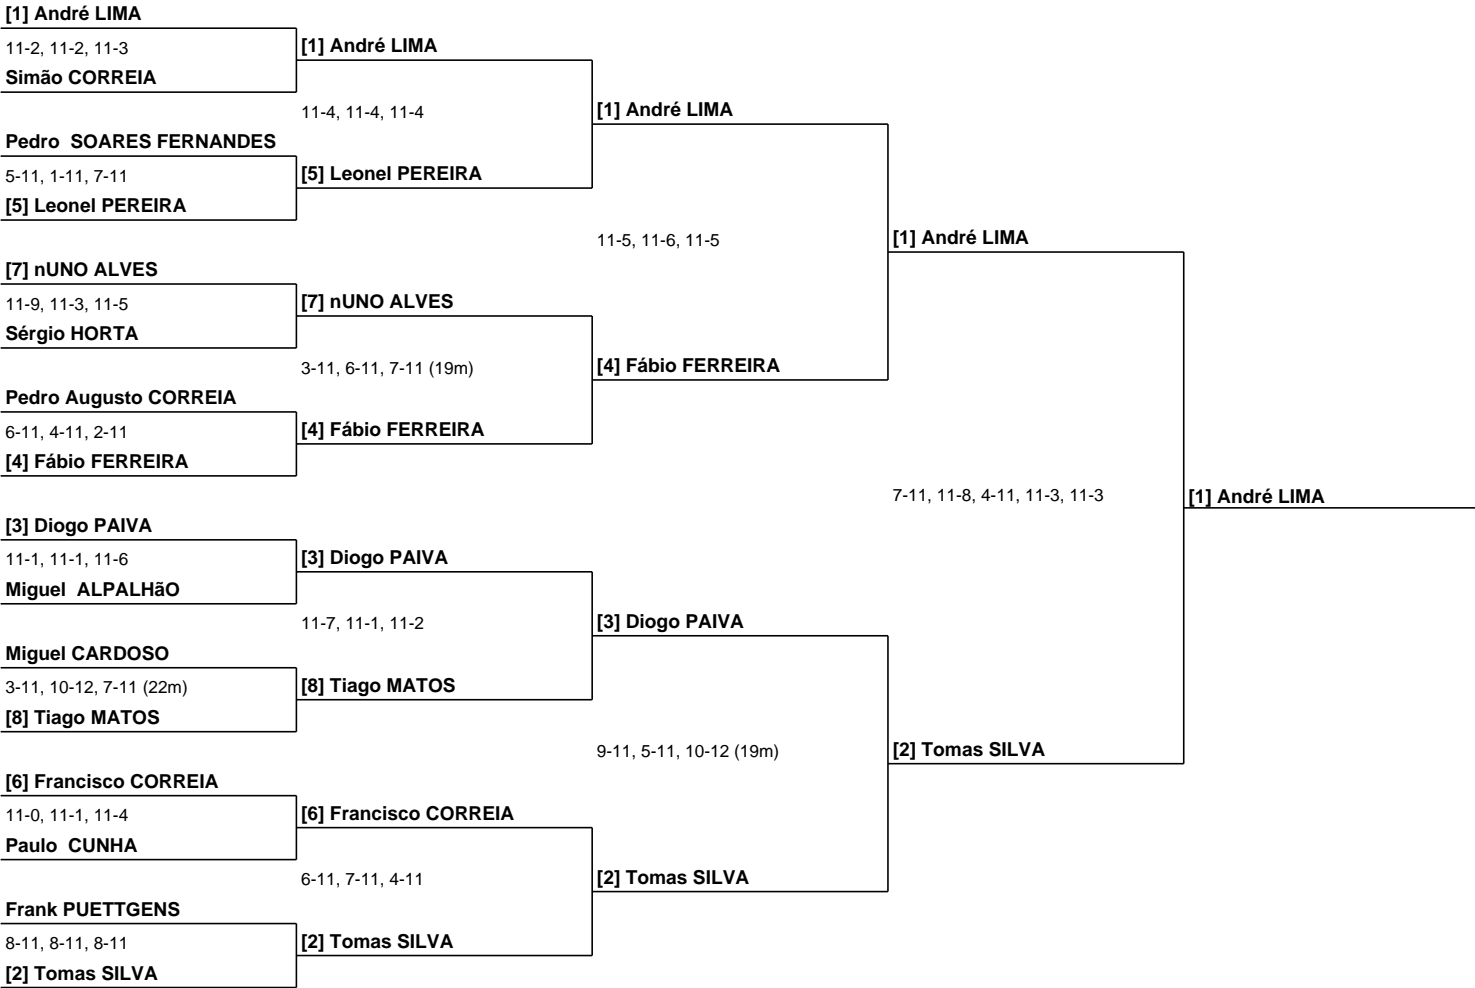 [1] André LIMA
11-2, 11-2, 11-3
Simão CORREIA
Pedro  SOARES FERNANDES
5-11, 1-11, 7-11
[5] Leonel PEREIRA
[7] nUNO ALVES
11-9, 11-3, 11-5
Sérgio HORTA
Pedro Augusto CORREIA
6-11, 4-11, 2-11
[4] Fábio FERREIRA
[3] Diogo PAIVA
11-1, 11-1, 11-6
Miguel  ALPALHãO
Miguel CARDOSO
3-11, 10-12, 7-11 (22m)
[8] Tiago MATOS
[6] Francisco CORREIA
11-0, 11-1, 11-4
Paulo  CUNHA
Frank PUETTGENS
8-11, 8-11, 8-11
[2] Tomas SILVA
[1] André LIMA
11-4, 11-4, 11-4
[5] Leonel PEREIRA
[7] nUNO ALVES
3-11, 6-11, 7-11 (19m)
[4] Fábio FERREIRA
[3] Diogo PAIVA
11-7, 11-1, 11-2
[8] Tiago MATOS
[6] Francisco CORREIA
6-11, 7-11, 4-11
[2] Tomas SILVA
[1] André LIMA
11-5, 11-6, 11-5
[4] Fábio FERREIRA
[3] Diogo PAIVA
9-11, 5-11, 10-12 (19m)
[2] Tomas SILVA
[1] André LIMA
7-11, 11-8, 4-11, 11-3, 11-3
[2] Tomas SILVA
[1] André LIMA